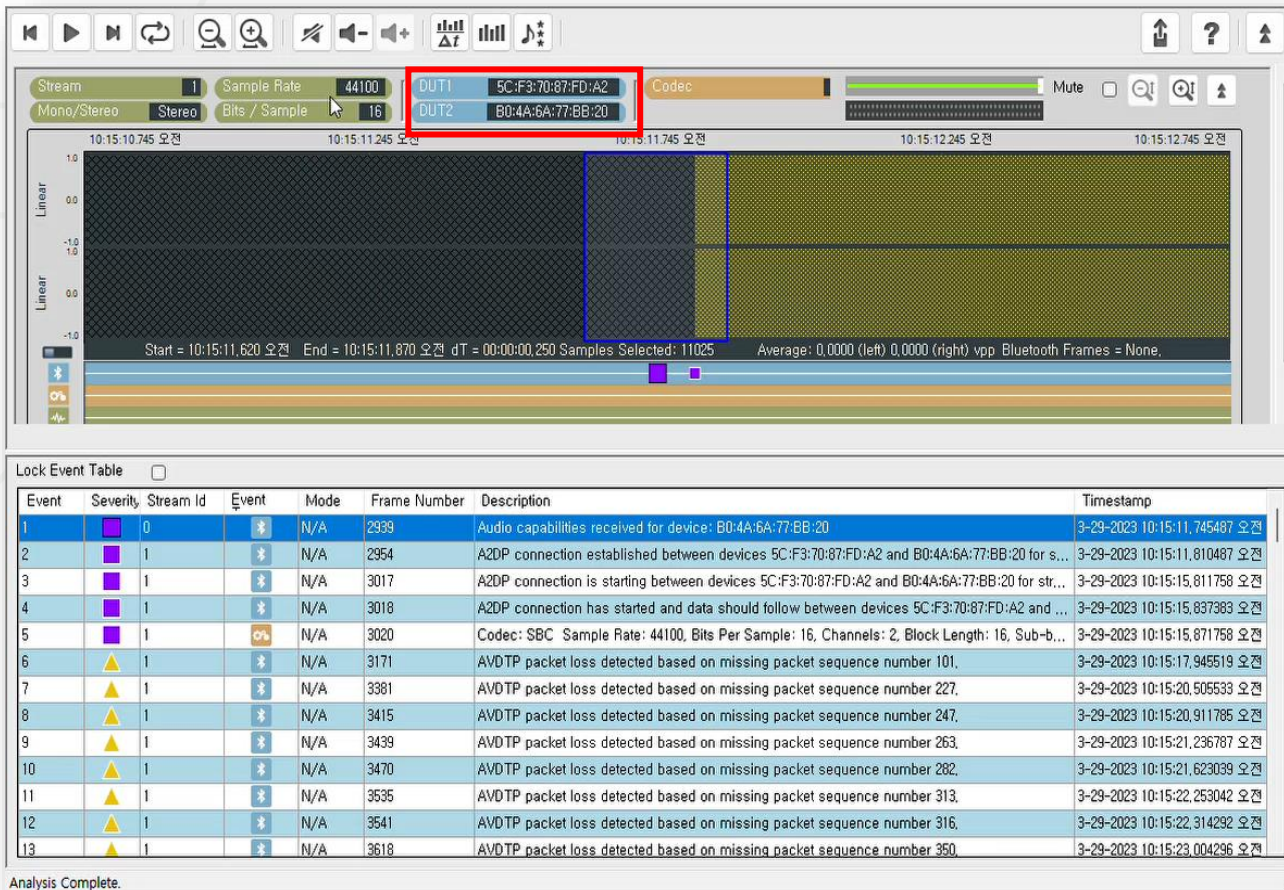 Stream 1 Sample Rate 44100 DUT1 5C:F3:70:87:FD:A2 Codec Mute
Mono/Stereo Stereo Bits / Sample 16 DUT2 B0:4A:6A:77:BB:20
10:15:10.745 오전 10:15:11.245 오전 10:15:11.745 오전 10:15:12.245 오전 10:15:12.745 오전
1.0
Linear 0.0
-1.0
1.0
Linear 0.0
-1.0
Start = 10:15:11,620 오전 End = 10:15:11,870 오전 dT = 00:00:00,250 Samples Selected: 11025 Average: 0,0000 (left) 0,0000 (right) vpp Bluetooth Frames = None,
Lock Event Table
Event Severity Stream Id Event Mode Frame Number Description Timestamp
1 0 N/A 2939 Audio capabilities received for device: B0:4A:6A:77:BB:20 3-29-2023 10:15:11,745487 오전
2 1 N/A 2954 A2DP connection established between devices 5C:F3:70:87:FD:A2 and B0:4A:6A:77:BB:20 for s... 3-29-2023 10:15:11,810487 오전
3 1 N/A 3017 A2DP connection is starting between devices 5C:F3:70:87:FD:A2 and B0:4A:6A:77:BB:20 for str... 3-29-2023 10:15:15,811758 오전
4 1 N/A 3018 A2DP connection has started and data should follow between devices 5C:F3:70:87:FD:A2 and ... 3-29-2023 10:15:15,837383 오전
5 1 N/A 3020 Codec: SBC Sample Rate: 44100, Bits Per Sample: 16, Channels: 2, Block Length: 16, Sub-b... 3-29-2023 10:15:15,871758 오전
6 1 N/A 3171 AVDTP packet loss detected based on missing packet sequence number 101, 3-29-2023 10:15:17,945519 오전
7 1 N/A 3381 AVDTP packet loss detected based on missing packet sequence number 227, 3-29-2023 10:15:20,505533 오전
8 1 N/A 3415 AVDTP packet loss detected based on missing packet sequence number 247, 3-29-2023 10:15:20,911785 오전
9 1 N/A 3439 AVDTP packet loss detected based on missing packet sequence number 263, 3-29-2023 10:15:21,236787 오전
10 1 N/A 3470 AVDTP packet loss detected based on missing packet sequence number 282, 3-29-2023 10:15:21,623039 오전
11 1 N/A 3535 AVDTP packet loss detected based on missing packet sequence number 313, 3-29-2023 10:15:22,253042 오전
12 1 N/A 3541 AVDTP packet loss detected based on missing packet sequence number 316, 3-29-2023 10:15:22,314292 오전
13 1 N/A 3618 AVDTP packet loss detected based on missing packet sequence number 350, 3-29-2023 10:15:23,004296 오전
Analysis Complete.